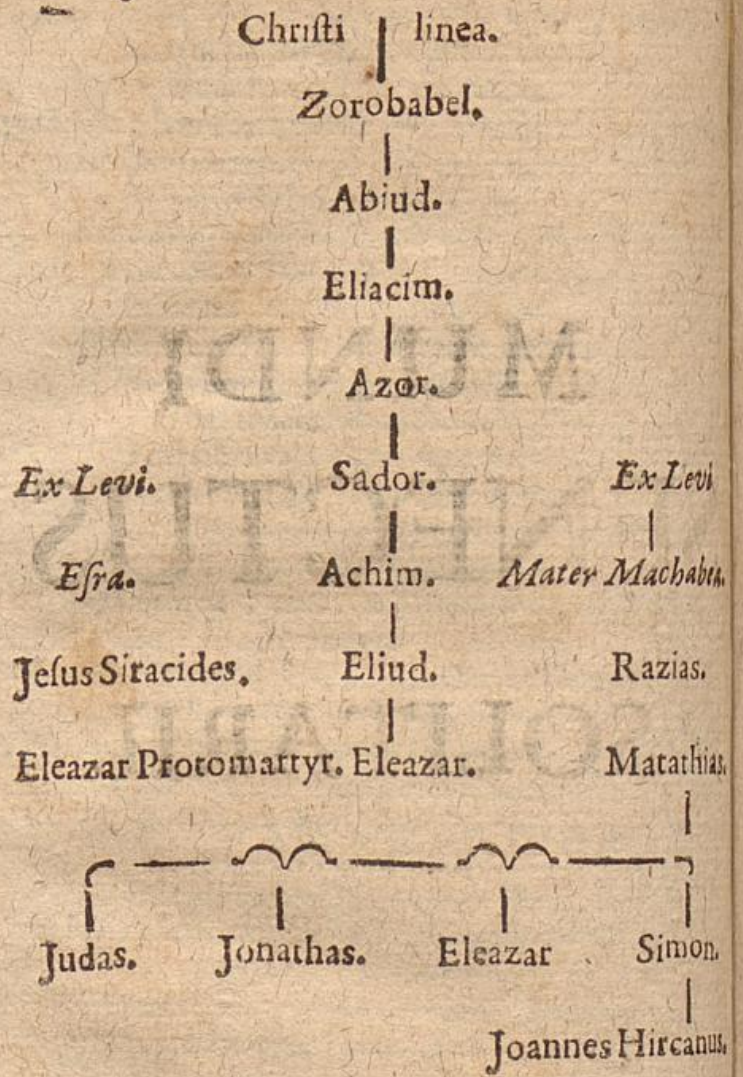 Chriſti linea.
Zorobabel.
Abiud.
Eliacim.
Azor.
Ex Levi. Sador. Ex Levi
Eſra. Achim. Mater Machabæa.
Jeſus Siracides. Eliud. Razias.
Eleazar Protomartyr. Eleazar. Matathias.
Judas. Jonathas. Eleazar Simon.
Joannes Hircanus.